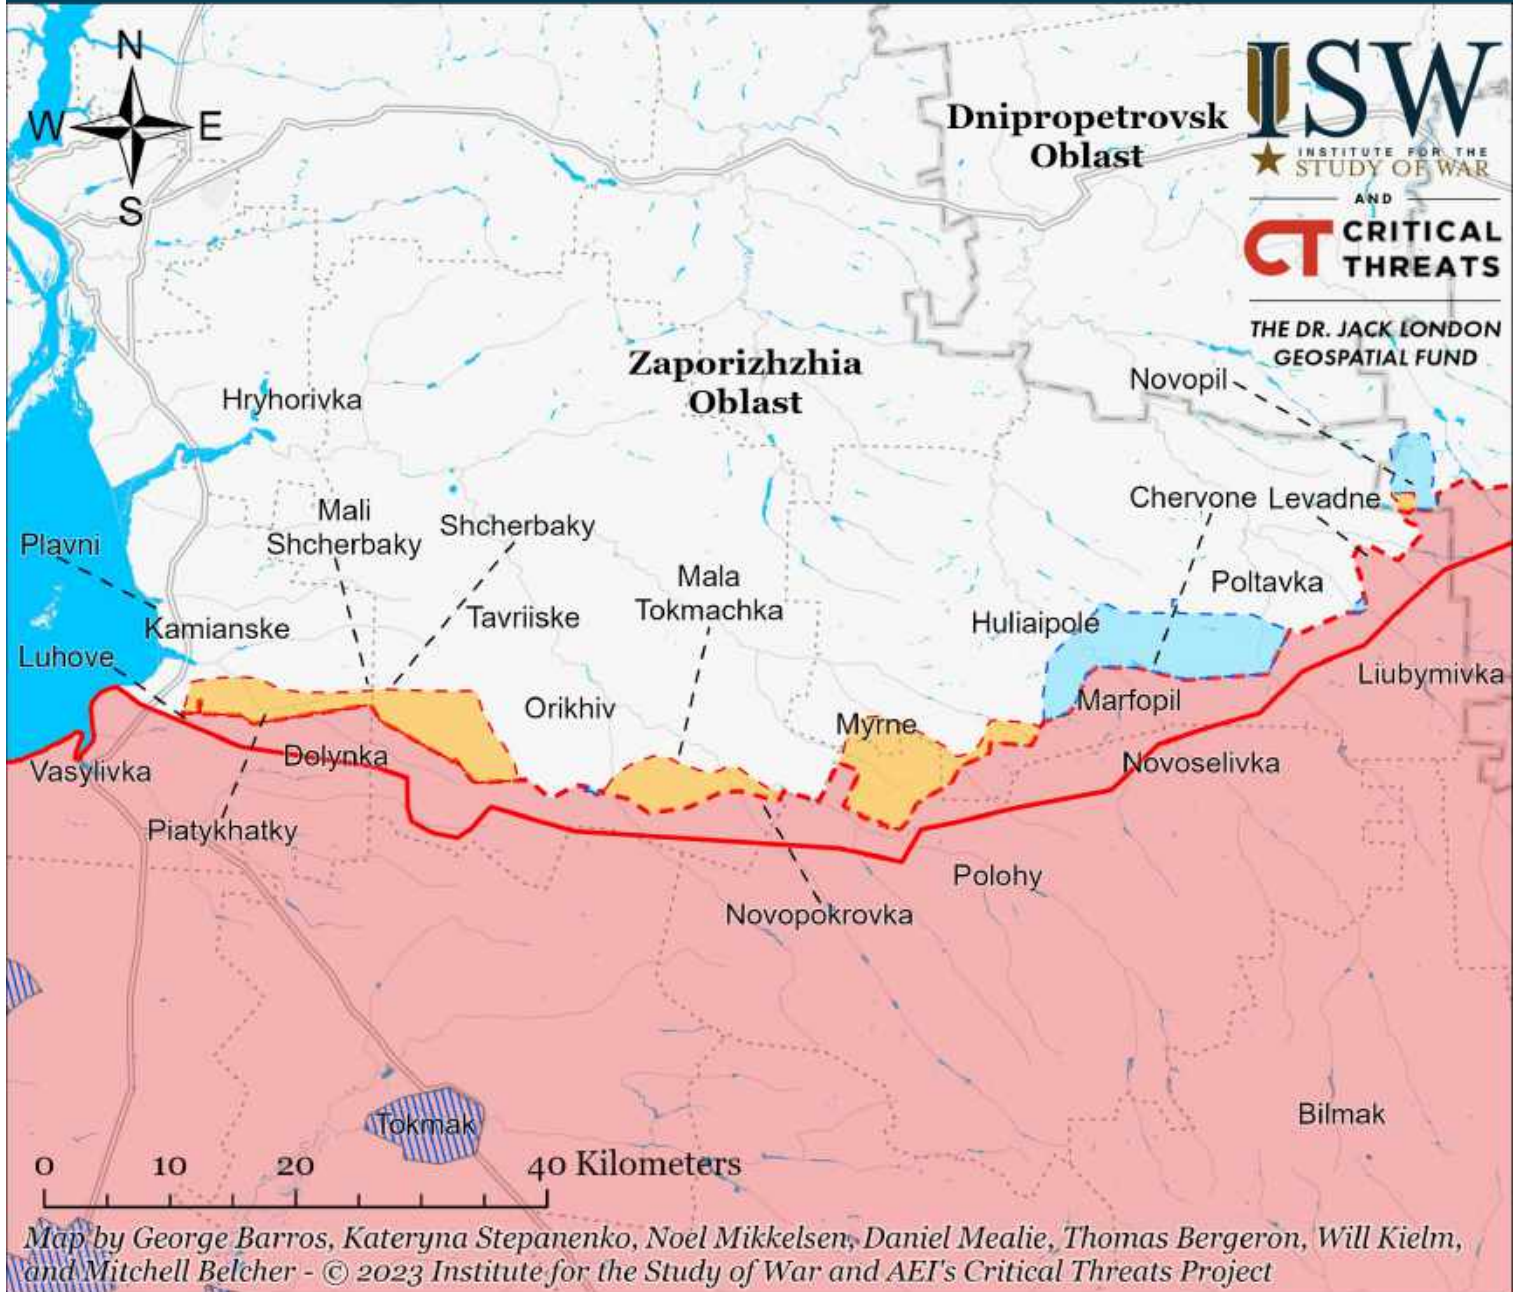 N
W
E
S
Dnipropetrovsk
Oblast
ISW
INSTITUTE FOR THE
STUDY OF WAR
AND
CT CRITICAL
THREATS
THE DR. JACK LONDON
GEOSPATIAL FUND
Zaporizhzhia
Oblast
Novopil
Hryhorivka
Chervone
Levadne
Mali
Shcherbaky
Shcherbaky
Plavni
Mala
Tokmachka
Poltavka
Tavriiske
Huliaipole
Kamianske
Luhove
Liubymivka
Marfopil
Orikhiv
Myrne
Dolynka
Novoselivka
Vasylivka
Piatykhatky
Polohy
Novopokrovka
Bilmak
Tokmak
0 10 20 40 Kilometers
Map by George Barros, Kateryna Stepanenko, Noel Mikkelsen, Daniel Mealie, Thomas Bergeron, Will Kielm,
and Mitchell Belcher - © 2023 Institute for the Study of War and AEI's Critical Threats Project